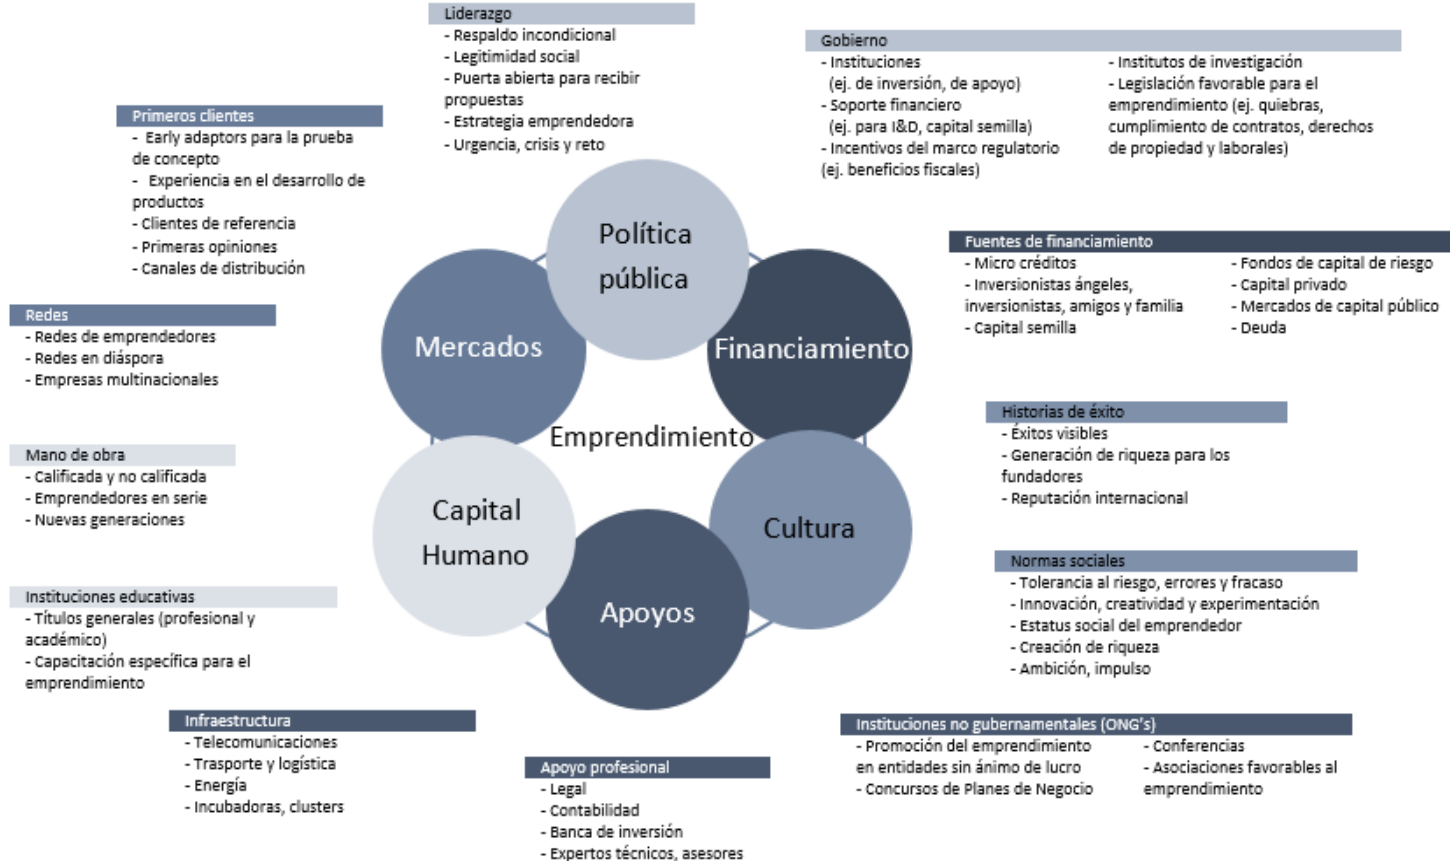 Liderazgo
- Respaldo incondicional
- Legitimidad social
- Puerta abierta para recibir
propuestas
- Estrategia emprendedora
- Urgencia, crisis y reto
Gobierno
- Instituciones
(ej. de inversión, de apoyo)
- Soporte financiero
(ej. para I&D, capital semilla)
- Incentivos del marco regulatorio
(ej. beneficios fiscales)
- Institutos de investigación
- Legislación favorable para el
emprendimiento (ej. quiebras,
cumplimiento de contratos, derechos
de propiedad y laborales)
Primeros clientes
- Early adaptors para la prueba
de concepto
- Experiencia en el desarrollo de
productos
- Clientes de referencia
- Primeras opiniones
- Canales de distribución
Política
pública
Fuentes de financiamiento
- Micro créditos
- Inversionistas ángeles,
inversionistas, amigos y familia
- Capital semilla
- Fondos de capital de riesgo
- Capital privado
- Mercados de capital público
- Deuda
Redes
- Redes de emprendedores
- Redes en diáspora
- Empresas multinacionales
Mercados
Financiamiento
Emprendimiento
Historias de éxito
- Éxitos visibles
- Generación de riqueza para los
fundadores
- Reputación internacional
Mano de obra
- Calificada y no calificada
- Emprendedores en serie
- Nuevas generaciones
Capital
Humano
Cultura
Apoyos
Normas sociales
- Tolerancia al riesgo, errores y fracaso
- Innovación, creatividad y experimentación
- Estatus social del emprendedor
- Creación de riqueza
- Ambición, impulso
Instituciones educativas
- Títulos generales (profesional y
académico)
- Capacitación específica para el
emprendimiento
Infraestructura
- Telecomunicaciones
- Trasporte y logística
- Energía
- Incubadoras, clusters
Apoyo profesional
- Legal
- Contabilidad
- Banca de inversión
- Expertos técnicos, asesores
Instituciones no gubernamentales (ONG's)
- Promoción del emprendimiento
en entidades sin ánimo de lucro
- Concursos de Planes de Negocio
- Conferencias
- Asociaciones favorables al
emprendimiento